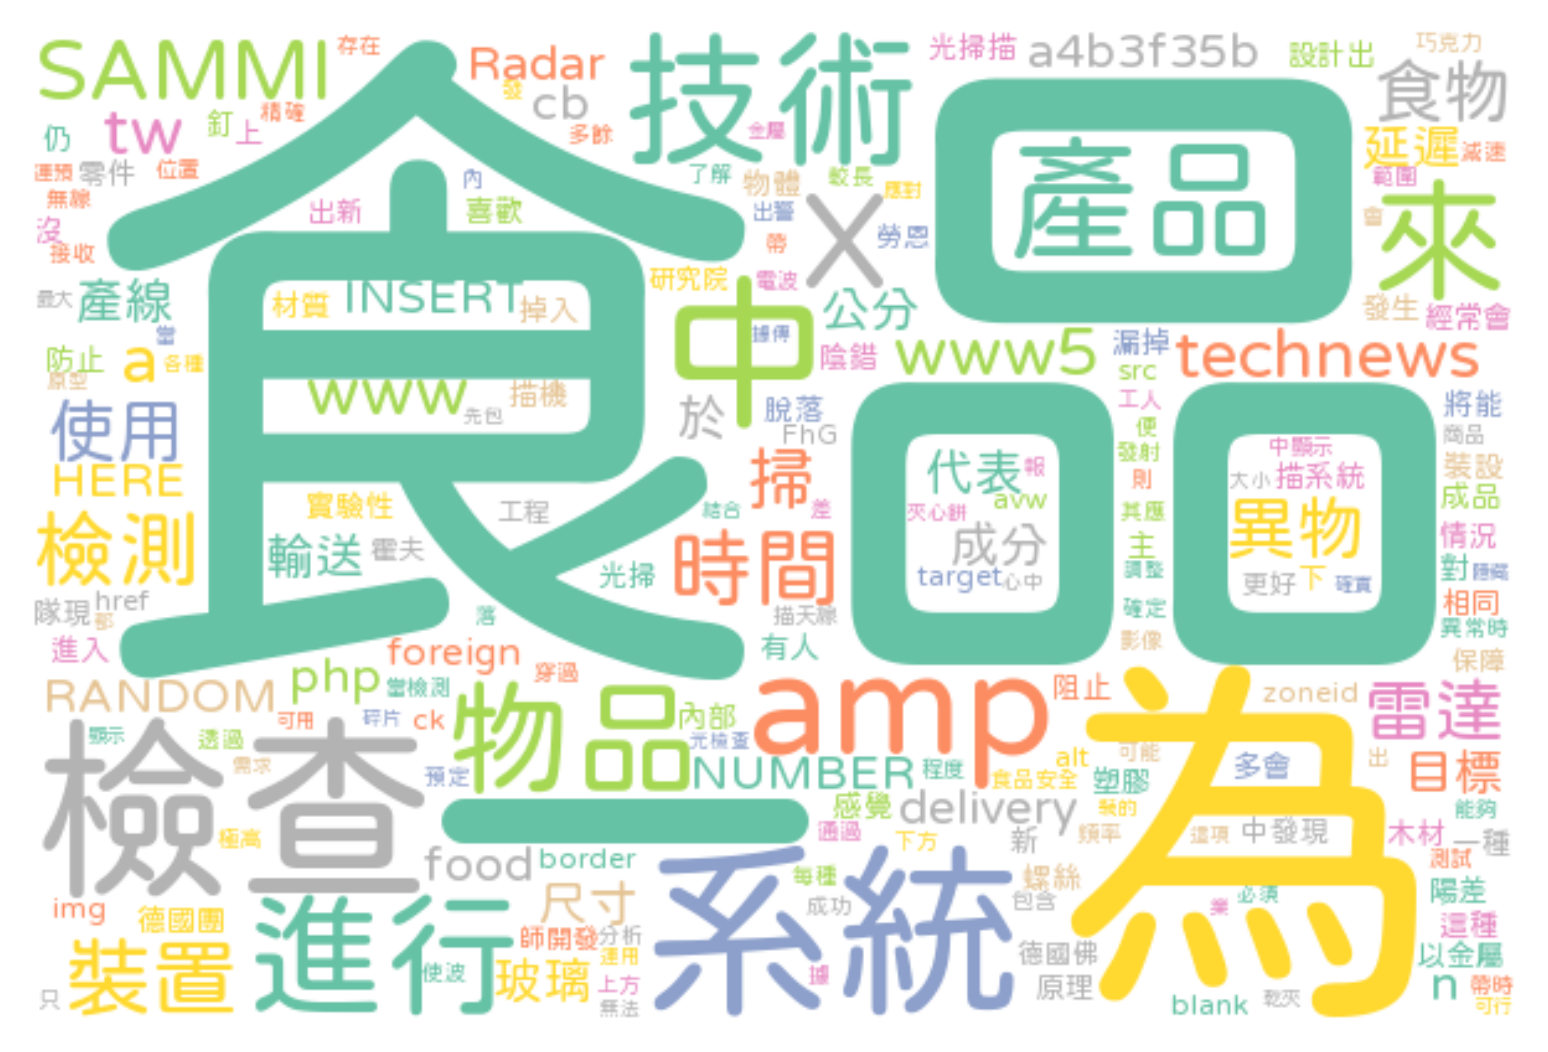 SAMMI
存在
Radar
技術
光掃描
a4b3f35b
設計出
巧克力
食物
發
cb
精確
tw
釘
上
仍
多餘
金屬
產品
延遲
減速
零件
位置
無線
內
了解
物體
較長
應對
範圍
會
來
沒
接收
出新
喜歡
出響
帶
X
勞恩
食品
研究院
電波
最大
產線
材質
INSERT
掉入
中
公分
發生
經常會
當
據傳
防止
a
各種
原型
陰錯
www5
漏掉
technews
src
www
描機
先包
於
脫落
FhG
工人
將能
使用
便
商品
中顯示
HERE
掃
代表
報
發射
大小
描系統
裝設
avw
則
成品
實驗性
工程
結合
差
夾心餅
其應
異物
情況
檢測
輸送
霍夫
時間
成分
主
光掃
target
心中
調整
更好
下
確實
對
隱藏
隊現
href
都
落
描天線
確定
相同
異常時
進入
foreign
穿過
有人
影像
保障
RANDOM
php
當檢測
物品
amp
阻止
zoneid
雷達
可用
碎片
ck
內部
為
顯示
透過
光檢查
需求
檢查
預定
NUMBER
程度
alt
可能
食品安全
塑膠
多會
出
目標
一
感覺
delivery
我的
能夠
極高
通過
下方
新
頻率
這項
中發現
木材
一種
food
border
系統
測試
每種
螺絲
img
德國團
尺寸
成功
包含
業
必須
陽差
進行
師開發
分析
這種
裝置
使波
玻璃
運用
德國佛
以金屬
上方
據
原理
n
帶時
只
無法
blank
乾夾
可行